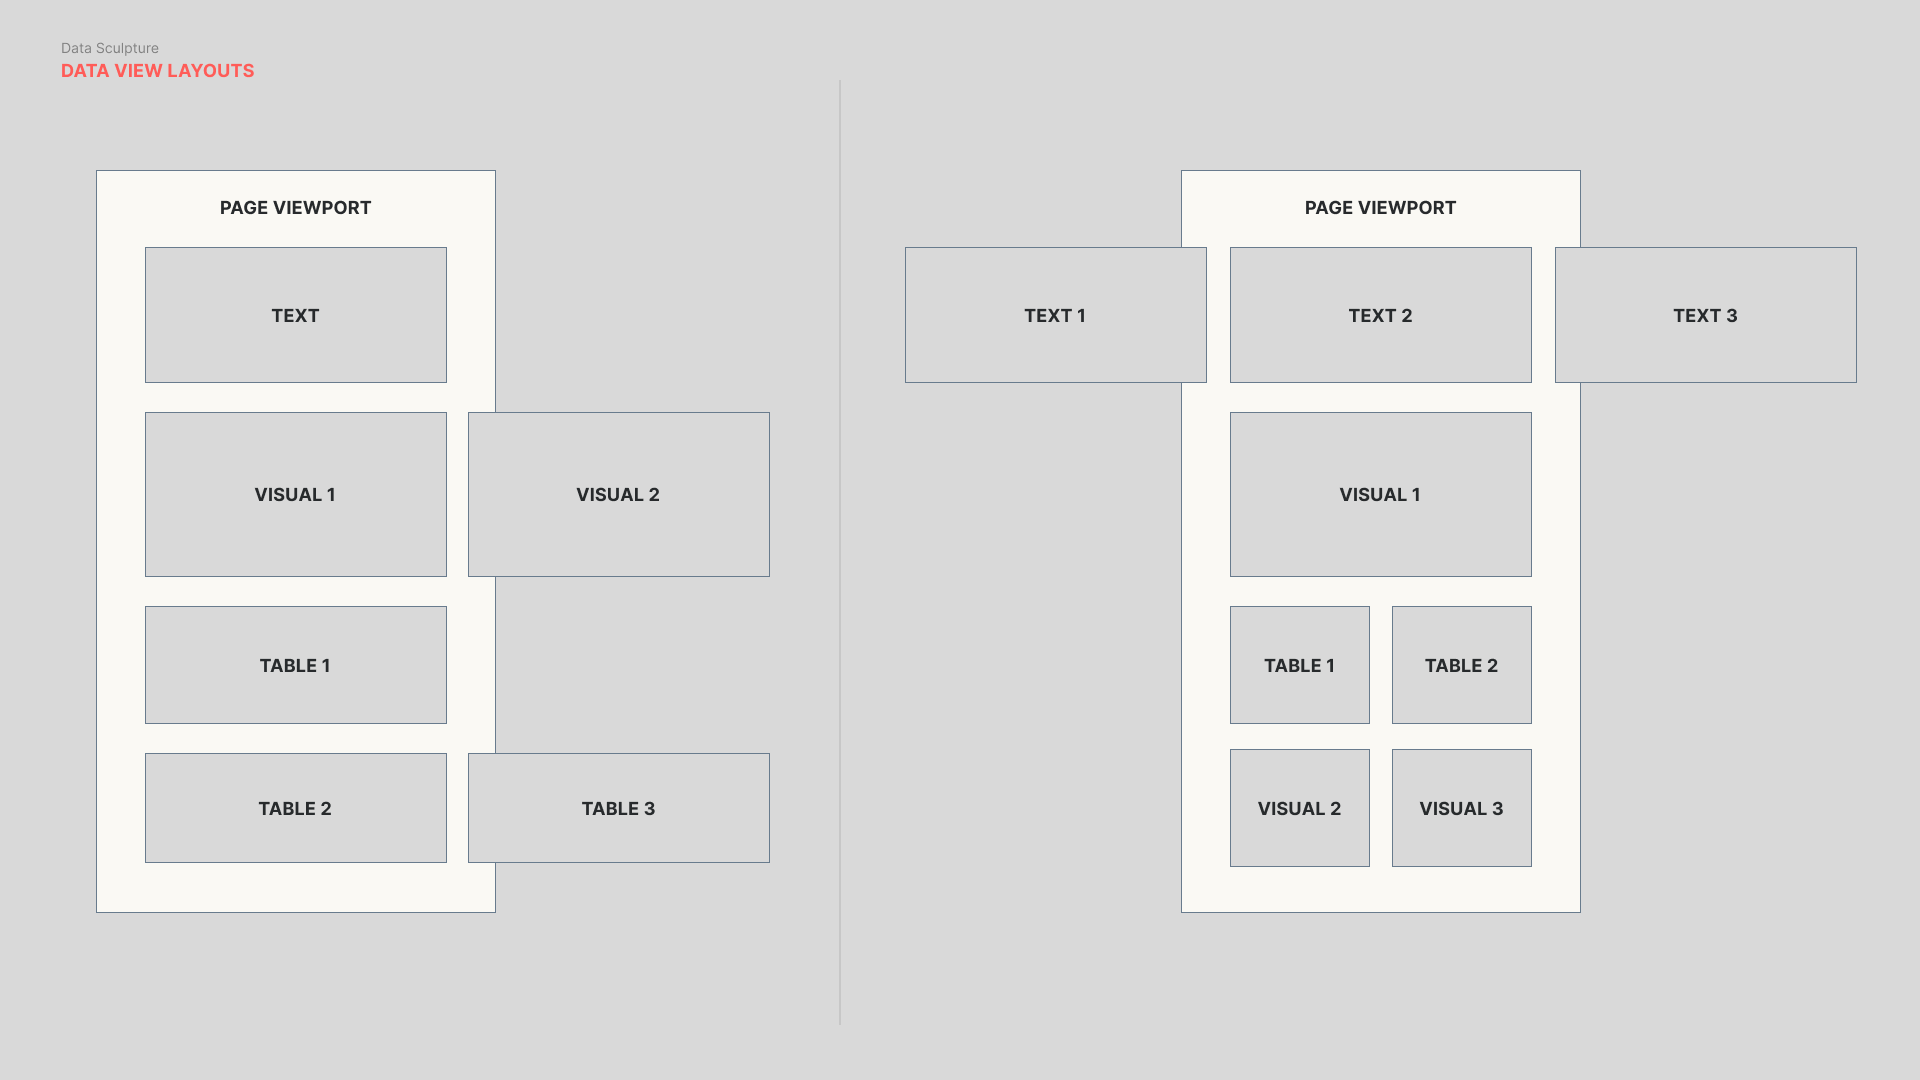 Data Sculpture
DATA VIEW LAYOUTS
PAGE VIEWPORT
TEXT
VISUAL 1
VISUAL 2
TABLE 1
TABLE 2
TABLE 3
PAGE VIEWPORT
TEXT 1
TEXT 2
TEXT 3
VISUAL 1
TABLE 1
TABLE 2
VISUAL 2
VISUAL 3